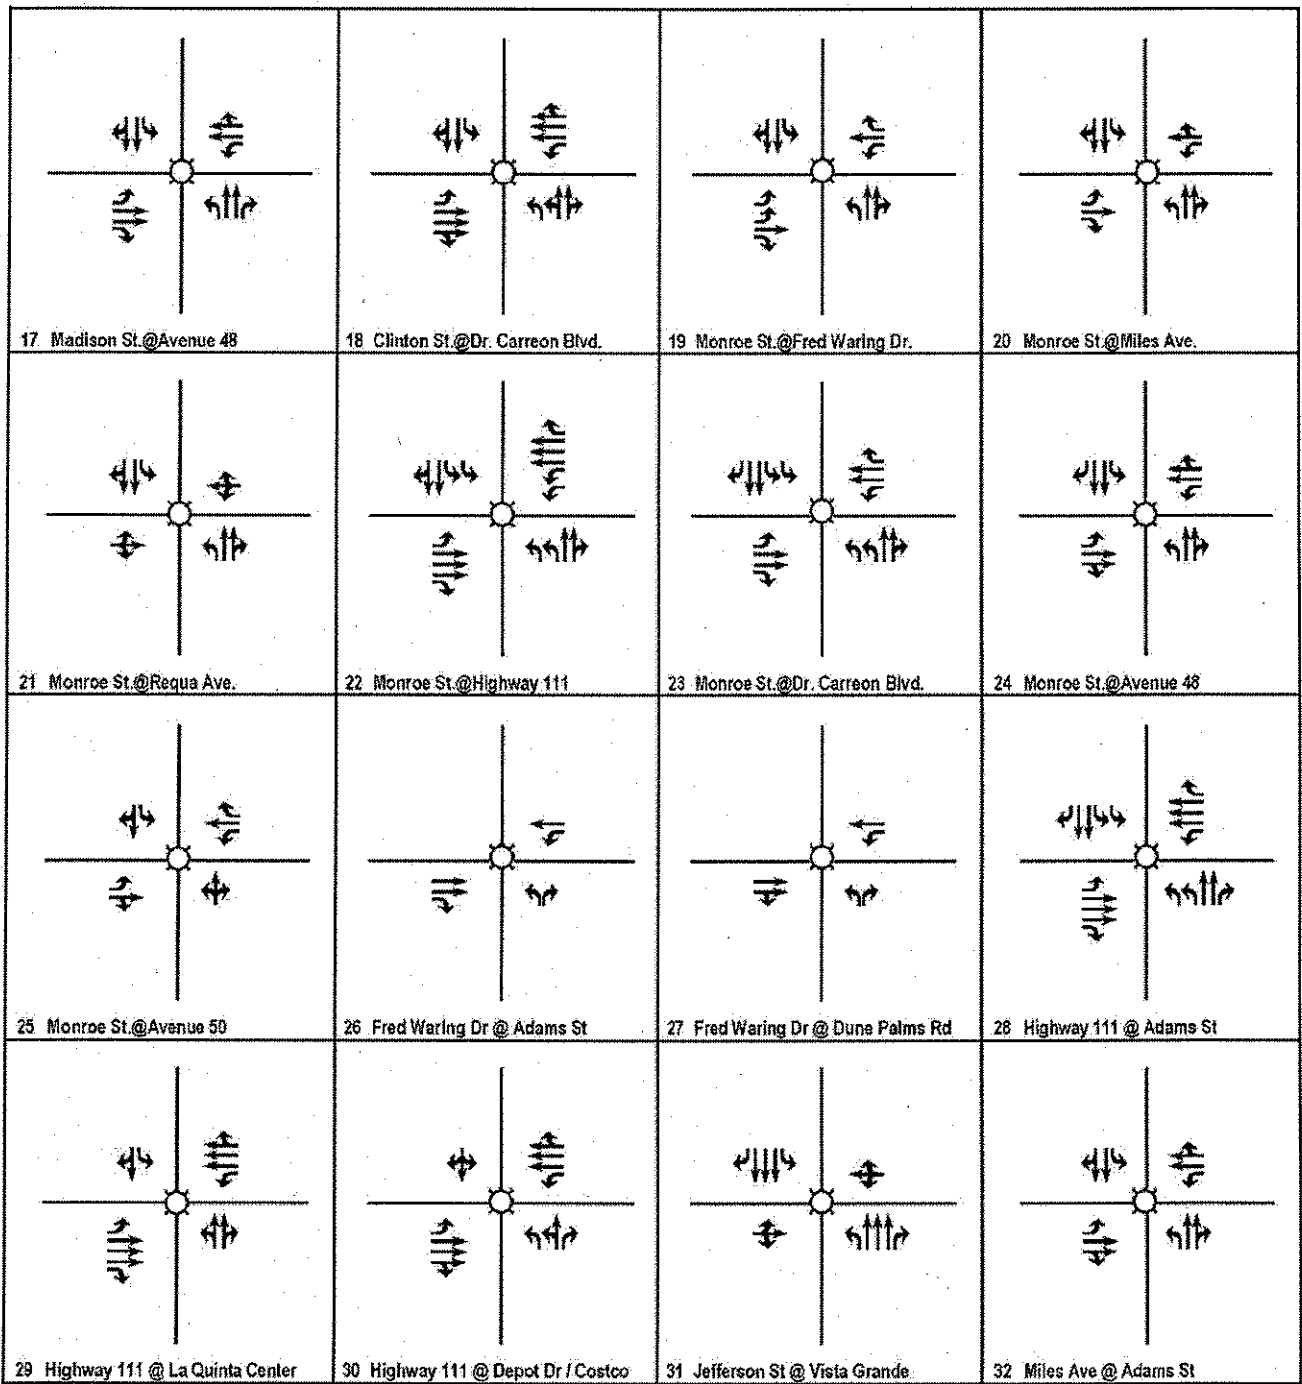 17 Madison St.@Avenue 48
18 Clinton St.@Dr. Carreon Blvd.
19 Monroe St.@Fred Waring Dr.
20 Monroe St.@Miles Ave.
21 Monroe St.@Requa Ave.
22 Monroe St.@Highway 111
23 Monroe St.@Dr. Carreon Blvd.
24 Monroe St.@Avenue 48
25 Monroe St.@Avenue 50
26 Fred Waring Dr @ Adams St
27 Fred Waring Dr @ Dune Palms Rd
28 Highway 111 @ Adams St
29 Highway 111 @ La Quinta Center
30 Highway 111 @ Depot Dr / Costco
31 Jefferson St @ Vista Grande
32 Miles Ave @ Adams St